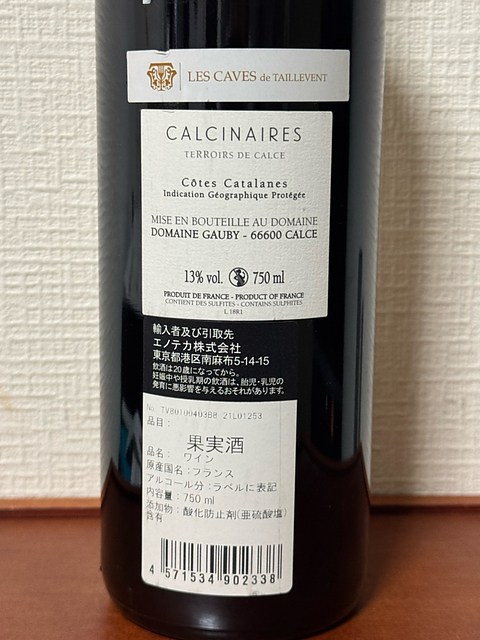 LES CAVES de TAILLEVENT
CALCINAIRES
TERROIRS DE CALCE
Côtes Catalanes
Indication Géographique Protégée
MISE EN BOUTEILLE AU DOMAINE
DOMAINE GAUBY - 66600 CALCE
13% vol. 750 ml
PRODUIT DE FRANCE - PRODUCT OF FRANCE
CONTIENT DES SULFITES - CONTAINS SULPHITES
L.18R1
輸入者及び引取先
エノテカ株式会社
東京都港区南麻布5-14-15
飲酒は20歳になってから。
妊娠中や授乳期の飲酒は、胎児・乳児の
発育に悪影響を与えるおそれがあります。
No. TV80100403B8-21L01253
品目：
果実酒
品名： ワイン
原産国名：フランス
アルコール分：ラベルに表記
内容量：750 ml
添加物：酸化防止剤(亜硫酸塩)
含有
4 571534 902338